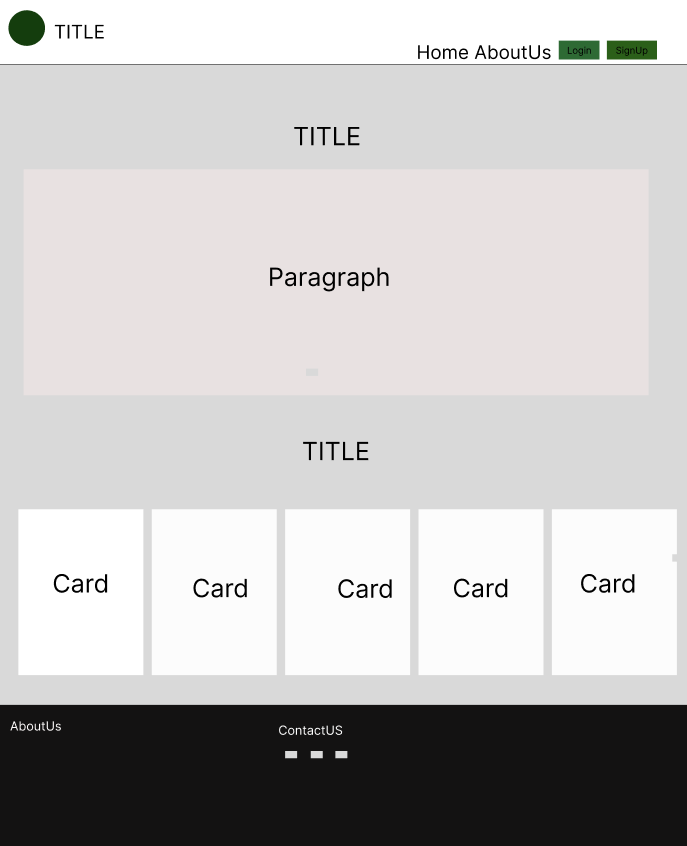 TITLE
Home AboutUs Login SignUp
TITLE
Paragraph
TITLE
Card Card Card Card Card
AboutUs
ContactUS